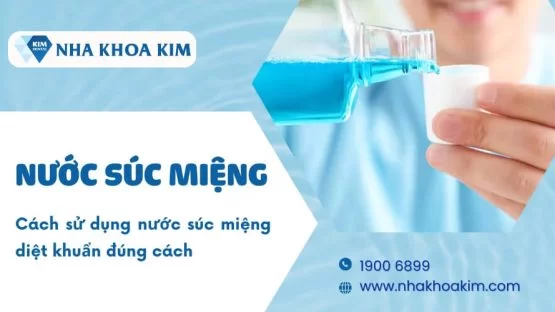 KIM
NHA KHOA KIM
NƯỚC SÚC MIỆNG
Cách sử dụng nước súc miệng
diệt khuẩn đúng cách
1900 6899
www.nhakhoakim.com